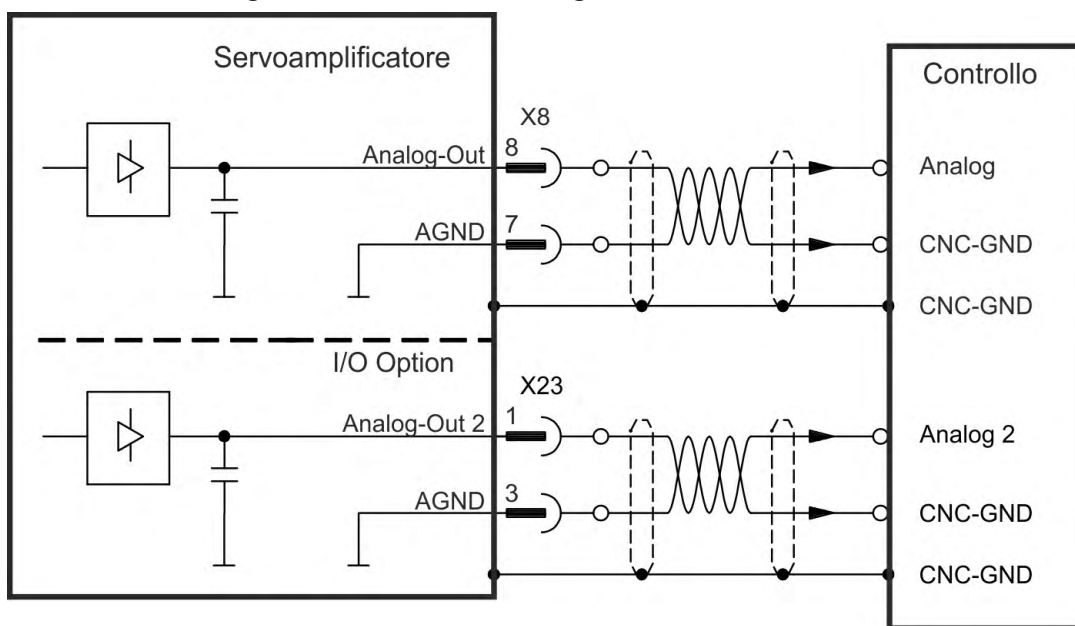 Servoamplificatore
Controllo
X8
Analog-Out 8 Analog
AGND 7 CNC-GND
CNC-GND
I/O Option
X23
Analog-Out 2 1 Analog 2
AGND 3 CNC-GND
CNC-GND